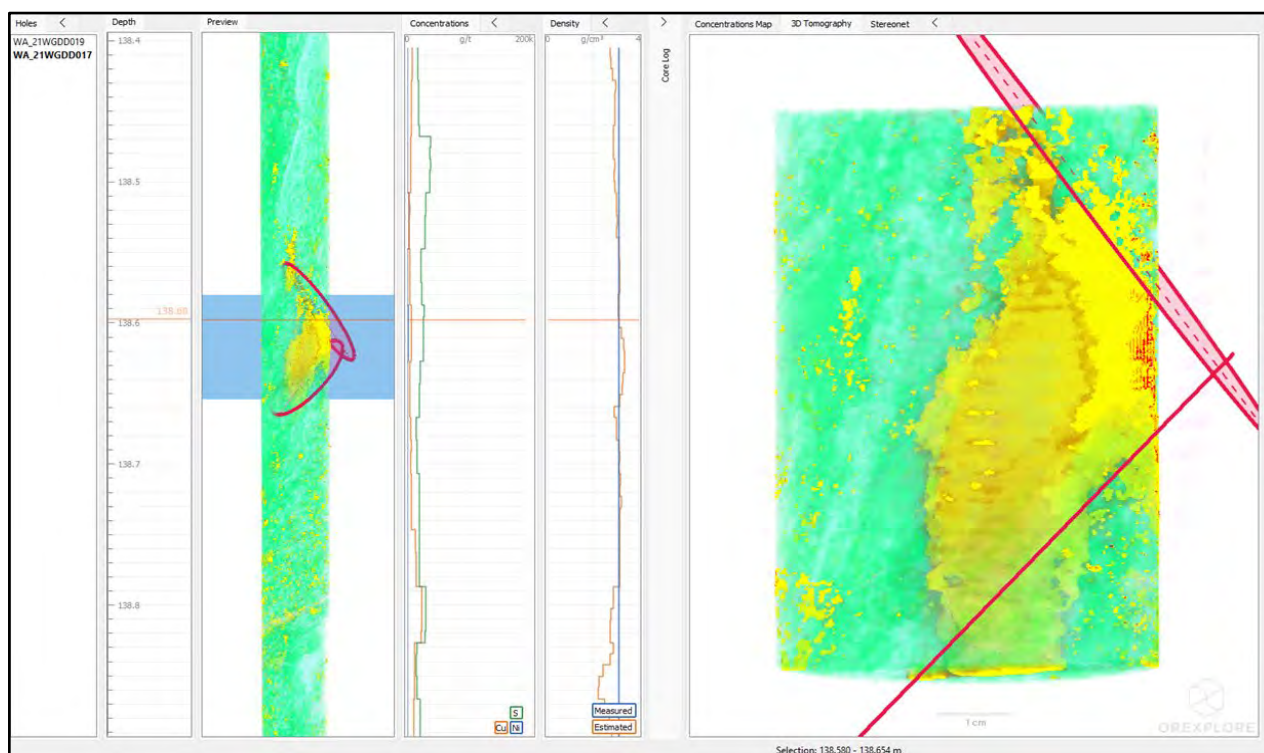 Holes <
Depth
Preview
Concentrations <
Density <
>
Concentrations Map 3D Tomography Stereonet <
WA_21WGDD019
WA_21WGDD017
138.4
0 g/t 200k
0 g/cm³ 4
Core Log
138.5
138.60
138.6
138.7
138.8
S
Cu Ni
Measured
Estimated
1 cm
OREXPLORE
Selection: 138.580 - 138.654 m